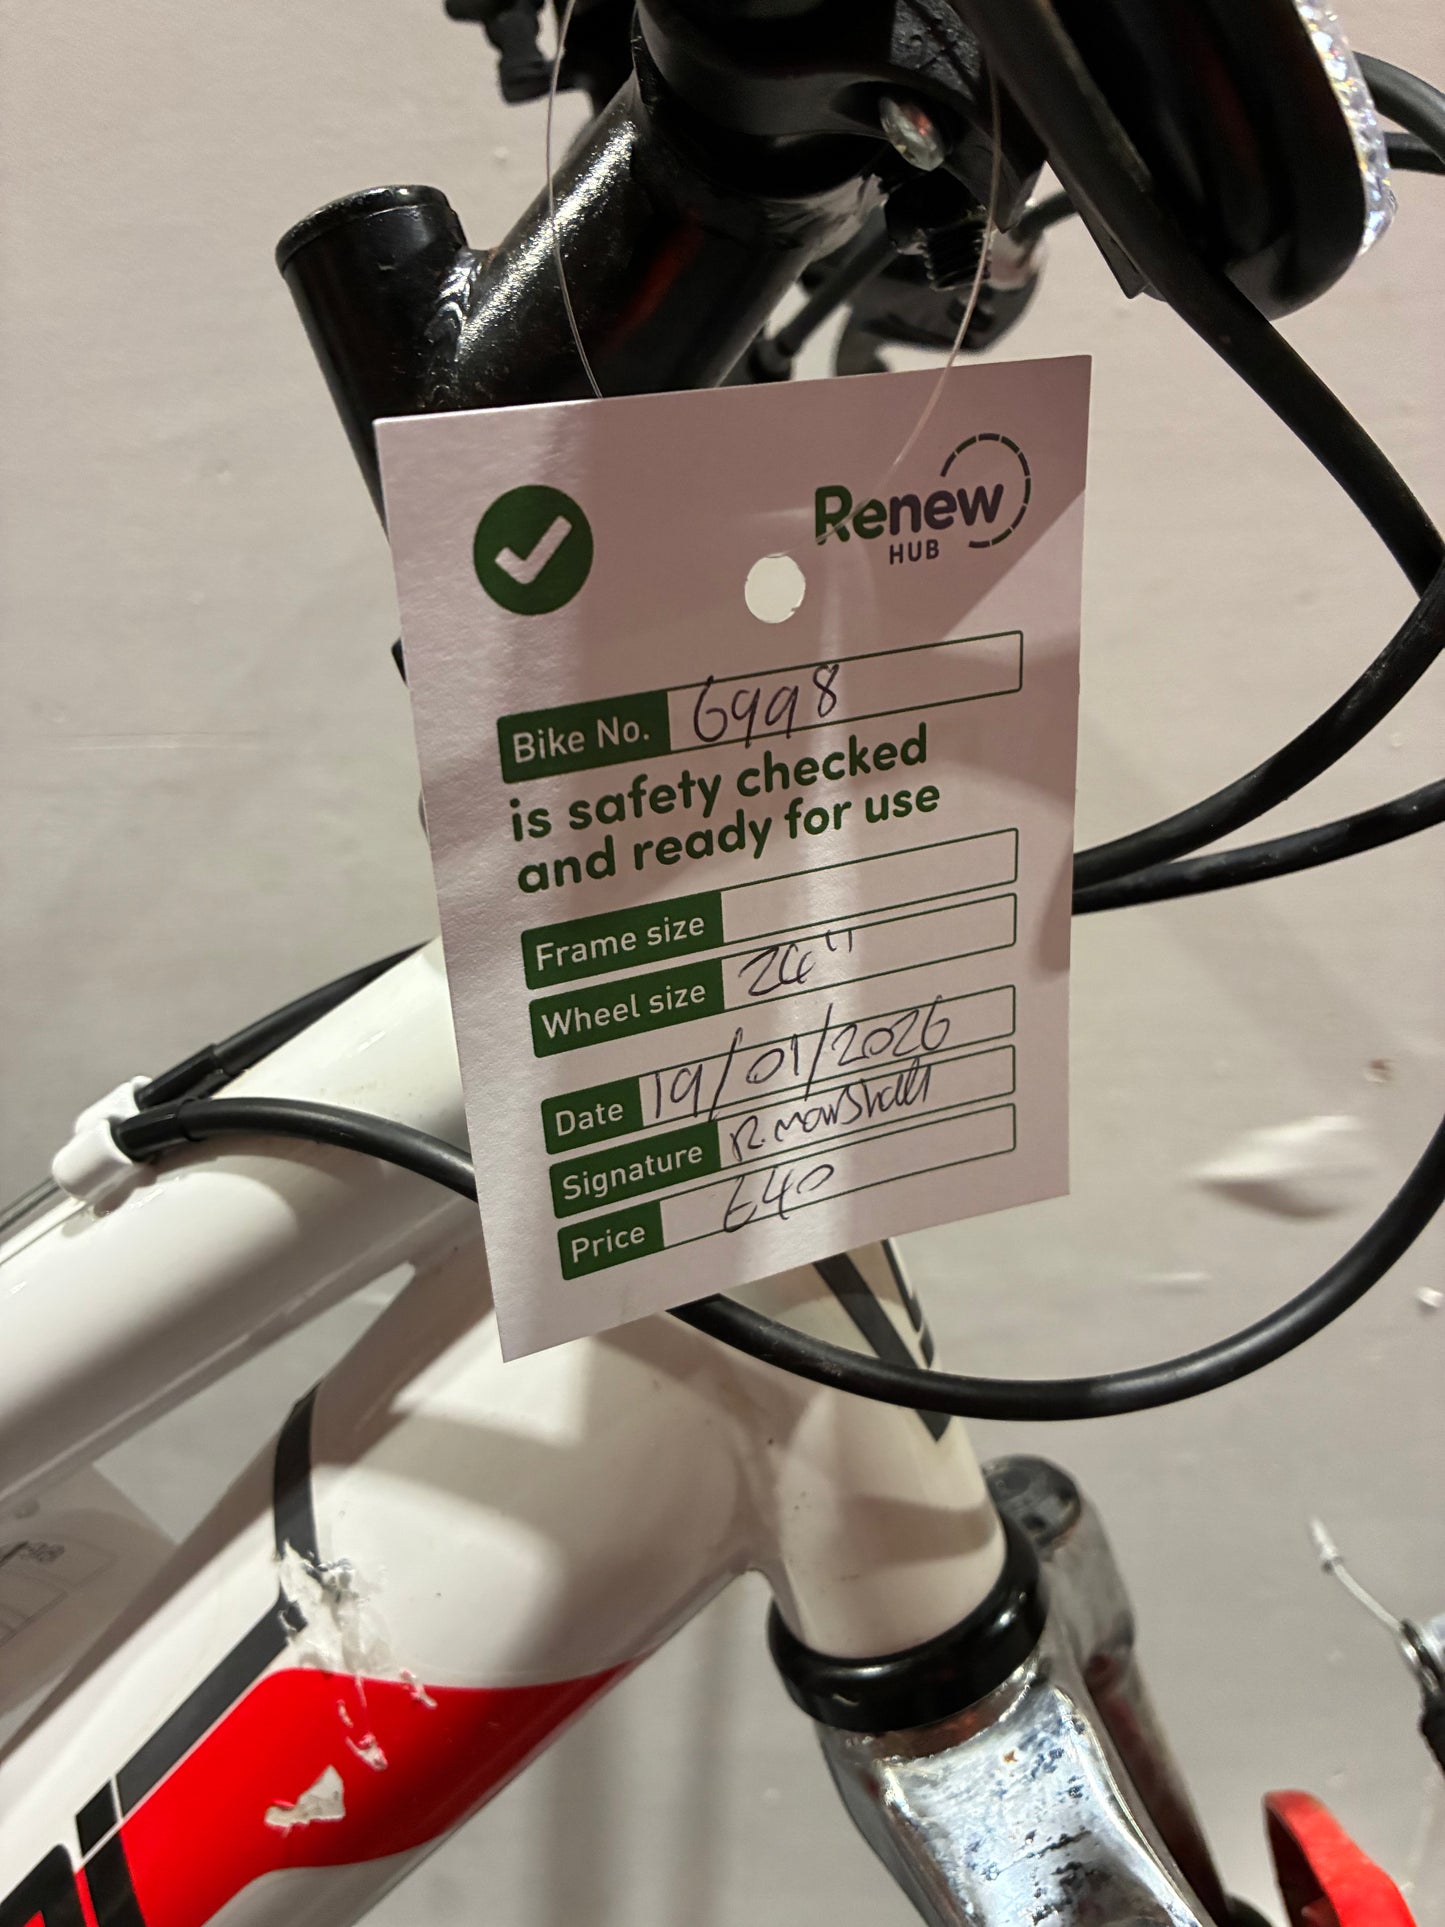 Renew
HUB
Bike No. 6998
is safety checked
and ready for use
Frame size
Wheel size 24"
Date 19/01/2026
Signature R. Marshall
Price £40